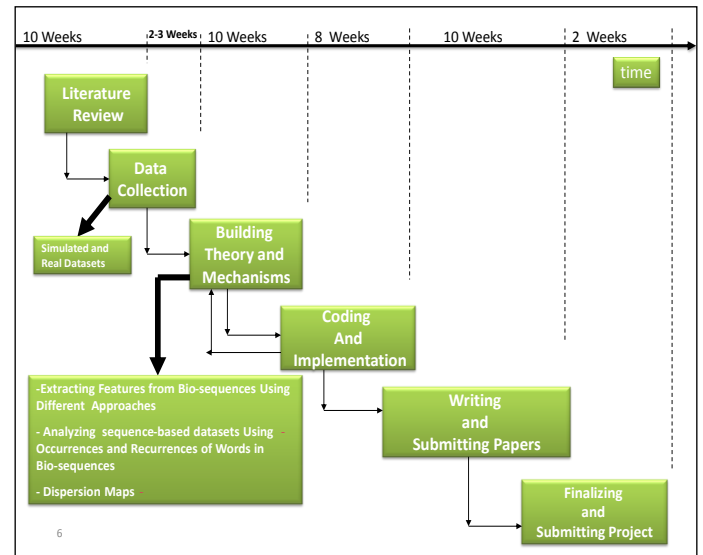 10 Weeks
2-3 Weeks
10 Weeks
8 Weeks
10 Weeks
2 Weeks
time
Literature
Review
Data
Collection
Simulated and
Real Datasets
Building
Theory and
Mechanisms
Coding
And
Implementation
-Extracting Features from Bio-sequences Using
Different Approaches
- Analyzing sequence-based datasets Using -
Occurrences and Recurrences of Words in
Bio-sequences
- Dispersion Maps -
Writing
and
Submitting Papers
Finalizing
and
Submitting Project
6